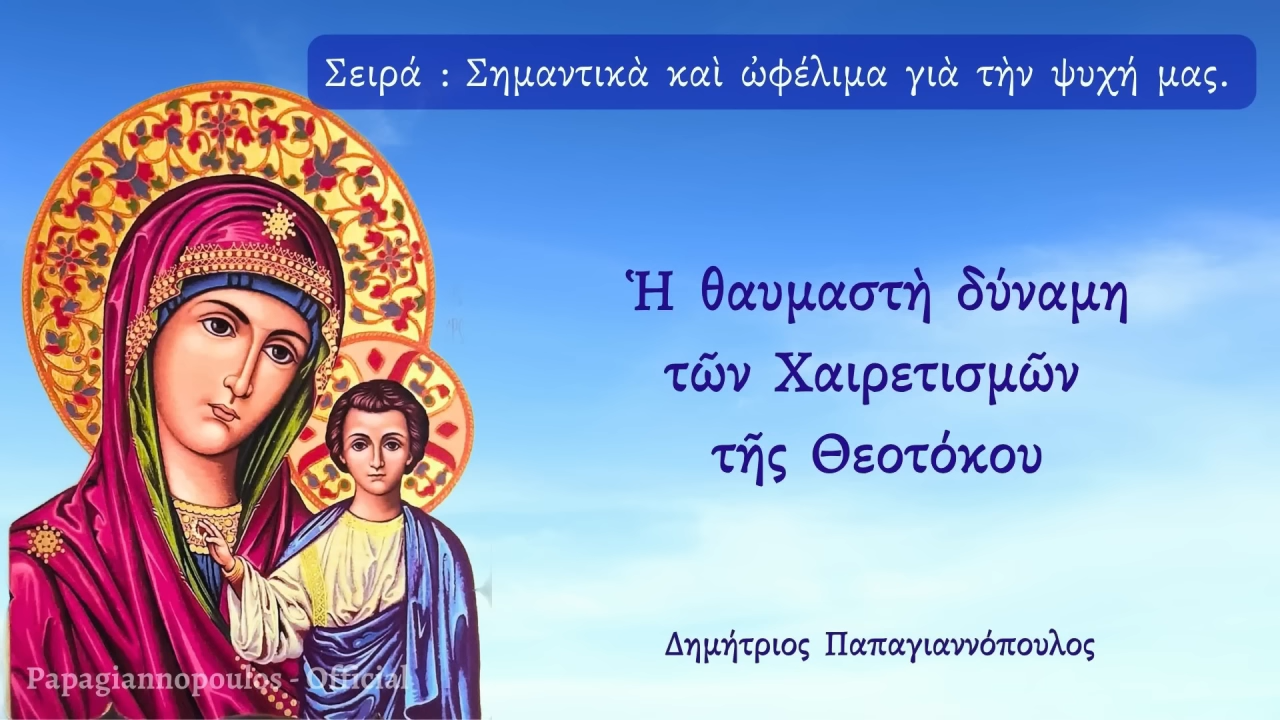 Σειρά : Σημαντικὰ καὶ ὠφέλιμα γιὰ τὴν ψυχή μας.
Ἡ θαυμαστὴ δύναμη
τῶν Χαιρετισμῶν
τῆς Θεοτόκου
Δημήτριος Παπαγιαννόπουλος
Papagiannopoulos - Official